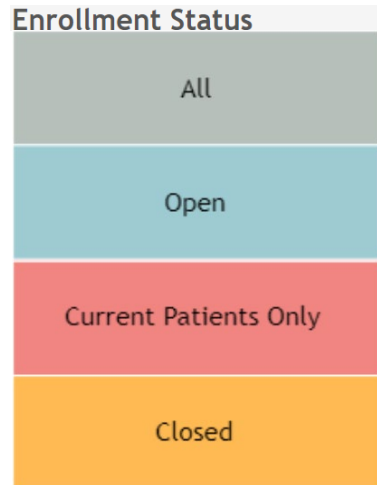 Enrollment Status
All
Open
Current Patients Only
Closed